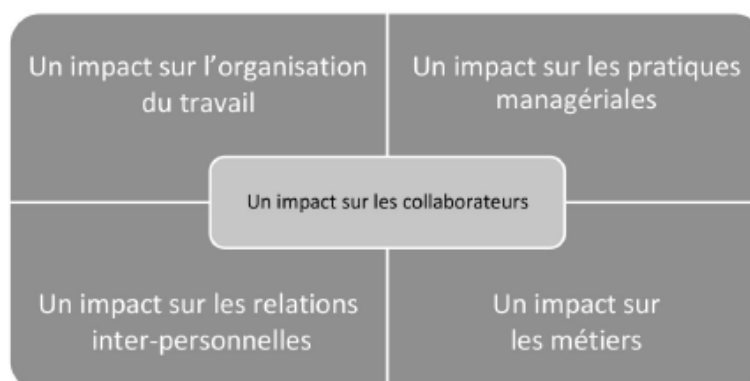 Un impact sur l’organisation
du travail
Un impact sur les pratiques
managériales
Un impact sur les collaborateurs
Un impact sur les relations
inter-personnelles
Un impact sur
les métiers